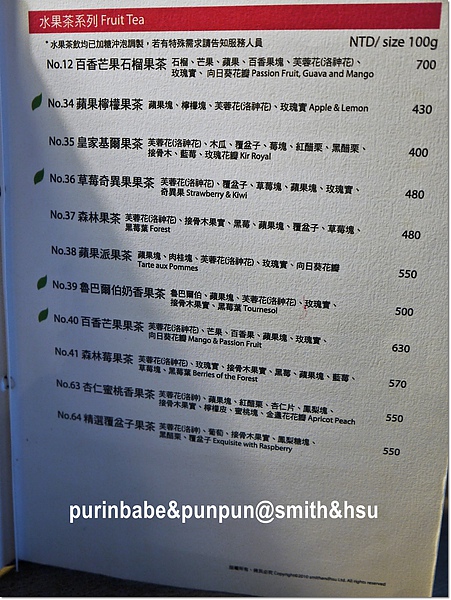 水果茶系列 Fruit Tea
* 水果茶飲均已加糖沖泡調製，若有特殊需求請告知服務人員
NTD/ size 100g
No.12 百香芒果石榴果茶 石榴、芒果、蘋果、百香果塊、芙蓉花(洛神花)、 700
玫瑰實、向日葵花瓣 Passion Fruit, Guava and Mango
No.34 蘋果檸檬果茶 蘋果塊、檸檬塊、芙蓉花(洛神花)、玫瑰實 Apple & Lemon 430
No.35 皇家基爾果茶 芙蓉花(洛神花)、木瓜、覆盆子、莓塊、紅醋栗、黑醋栗、 400
接骨木、藍莓、玫瑰花瓣 Kir Royal
No.36 草莓奇異果果茶 芙蓉花(洛神花)、覆盆子、草莓塊、蘋果塊、玫瑰實、 480
奇異果 Strawberry & Kiwi
No.37 森林果茶 芙蓉花(洛神花)、接骨木果實、黑莓、蘋果塊、覆盆子、草莓塊、 480
黑莓葉 Forest
No.38 蘋果派果茶 蘋果塊、肉桂塊、芙蓉花(洛神花)、玫瑰實、向日葵花瓣 550
Tarte aux Pommes
No.39 魯巴爾伯奶香果茶 魯巴爾伯、蘋果塊、芙蓉花(洛神花)、玫瑰實、 500
接骨木果實、黑莓葉 Tournesol
No.40 百香芒果果茶 芙蓉花(洛神花)、芒果、百香果、蘋果塊、玫瑰實、 630
向日葵花瓣 Mango & Passion Fruit
No.41 森林莓果茶 芙蓉花(洛神花)、玫瑰實、接骨木果實、黑莓、蘋果塊、藍莓、 570
草莓塊、黑莓葉 Berries of the Forest
No.63 杏仁蜜桃香果茶 芙蓉花(洛神)、蘋果塊、紅醋栗、杏仁片、鳳梨塊、 550
接骨木果實、檸檬皮、蜜桃塊、金盞花花瓣 Apricot Peach
No.64 精選覆盆子果茶 芙蓉花(洛神)、葡萄、接骨木果實、鳳梨糖塊、 550
黑醋栗、覆盆子 Exquisite with Raspberry
purinbabe&punpun@smith&hsu
版權所有，請勿盜用 Copyright©2010 smithandhsu Ltd. All rights reserved